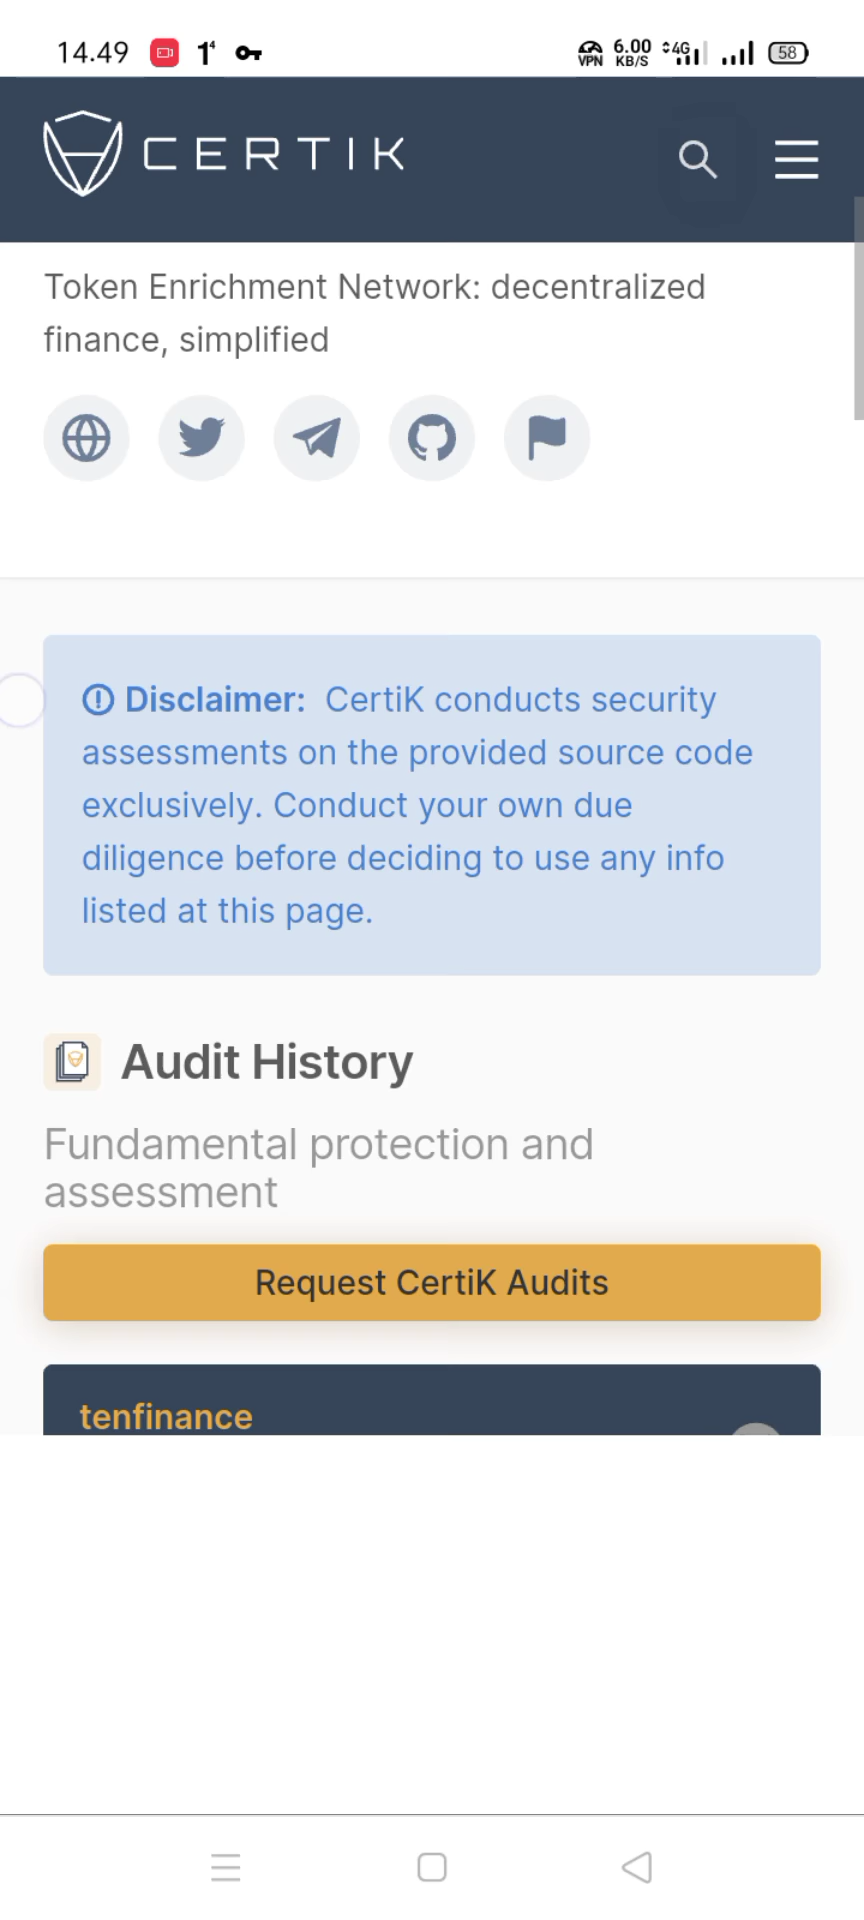 14.49
VPN 6.00 KB/S 4G 58
CERTIK
Token Enrichment Network: decentralized
finance, simplified
Disclaimer: CertiK conducts security
assessments on the provided source code
exclusively. Conduct your own due
diligence before deciding to use any info
listed at this page.
Audit History
Fundamental protection and
assessment
Request CertiK Audits
tenfinance